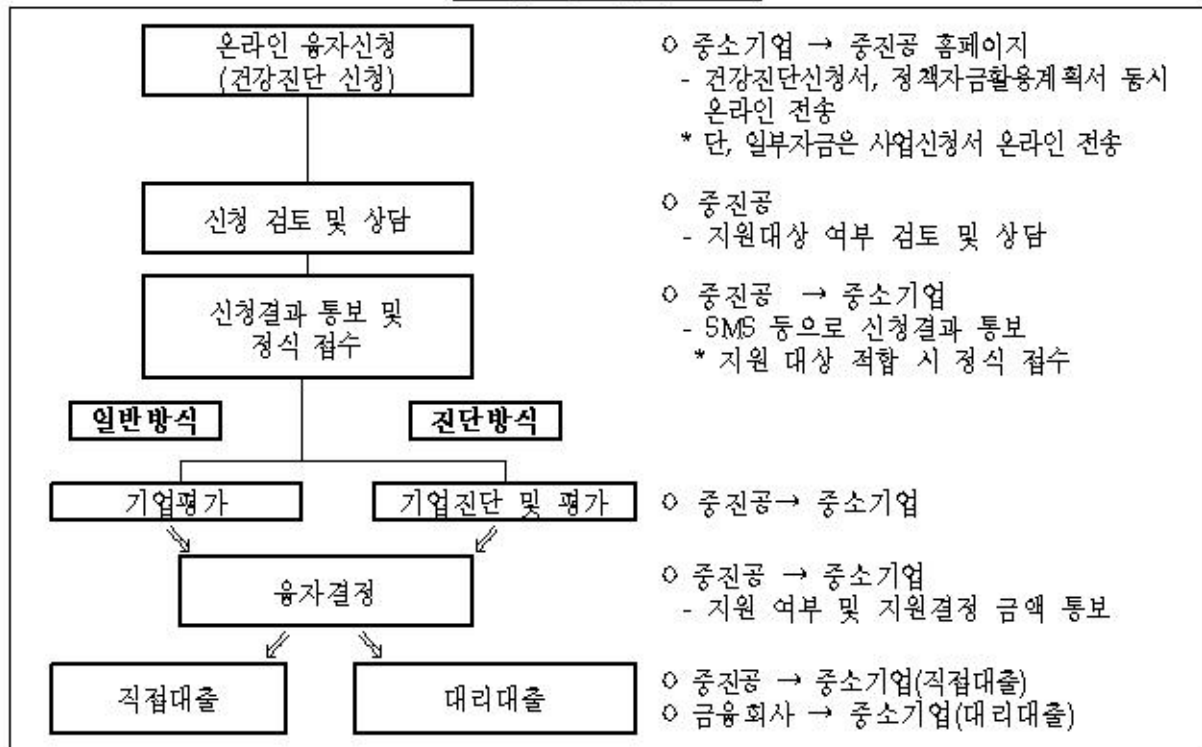 온라인 융자신청
(건강진단 신청)
o 중소기업 → 중진공 홈페이지
- 건강진단신청서, 정책자금활용계획서 동시
온라인 전송
* 단, 일부자금은 사업신청서 온라인 전송
신청 검토 및 상담
o 중진공
- 지원대상 여부 검토 및 상담
신청결과 통보 및
정식 접수
o 중진공 → 중소기업
- SMS 등으로 신청결과 통보
* 지원 대상 적합 시 정식 접수
일반방식
진단방식
기업평가
기업진단 및 평가
o 중진공→ 중소기업
융자결정
o 중진공 → 중소기업
- 지원 여부 및 지원결정 금액 통보
직접대출
대리대출
o 중진공 → 중소기업(직접대출)
o 금융회사 → 중소기업(대리대출)